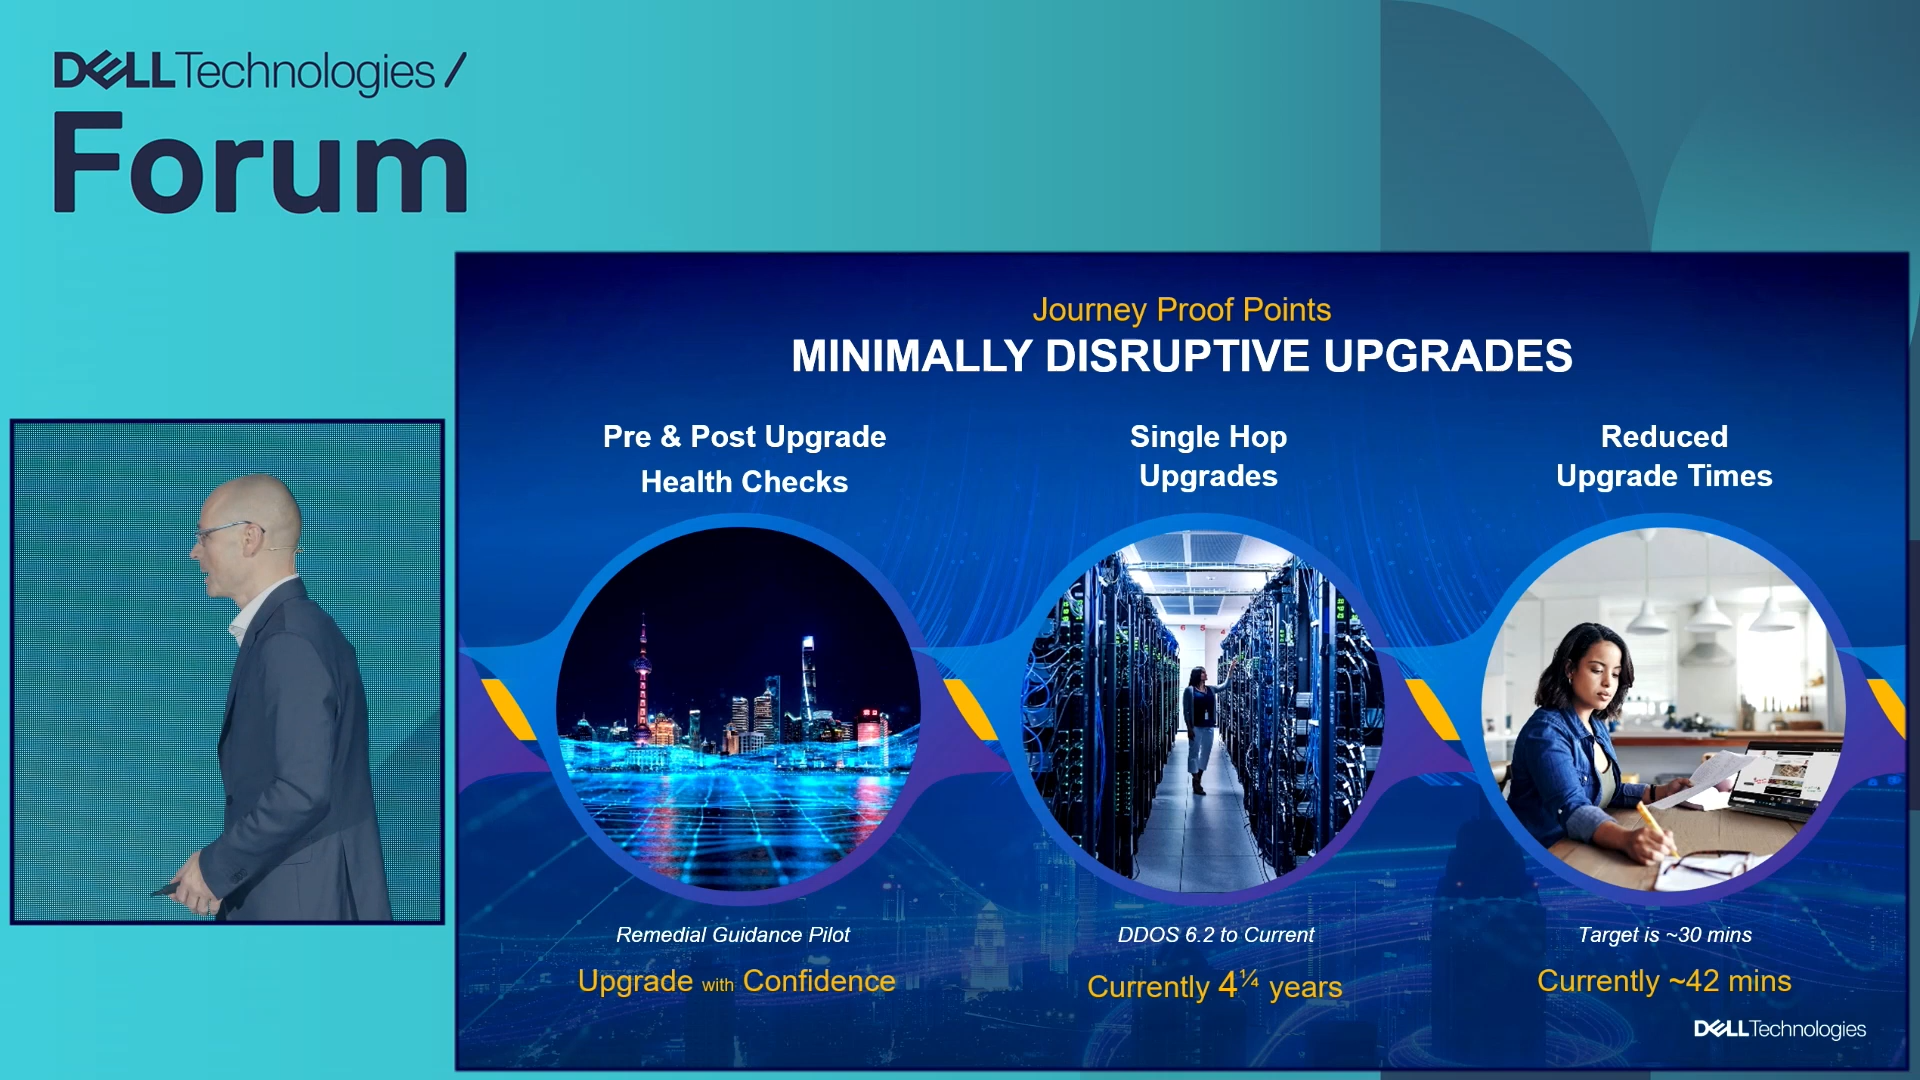 DELL Technologies /
Forum
Journey Proof Points
MINIMALLY DISRUPTIVE UPGRADES
Pre & Post Upgrade
Health Checks
Single Hop
Upgrades
Reduced
Upgrade Times
Remedial Guidance Pilot
Upgrade with Confidence
DDOS 6.2 to Current
Currently 4¼ years
Target is ~30 mins
Currently ~42 mins
DELL Technologies